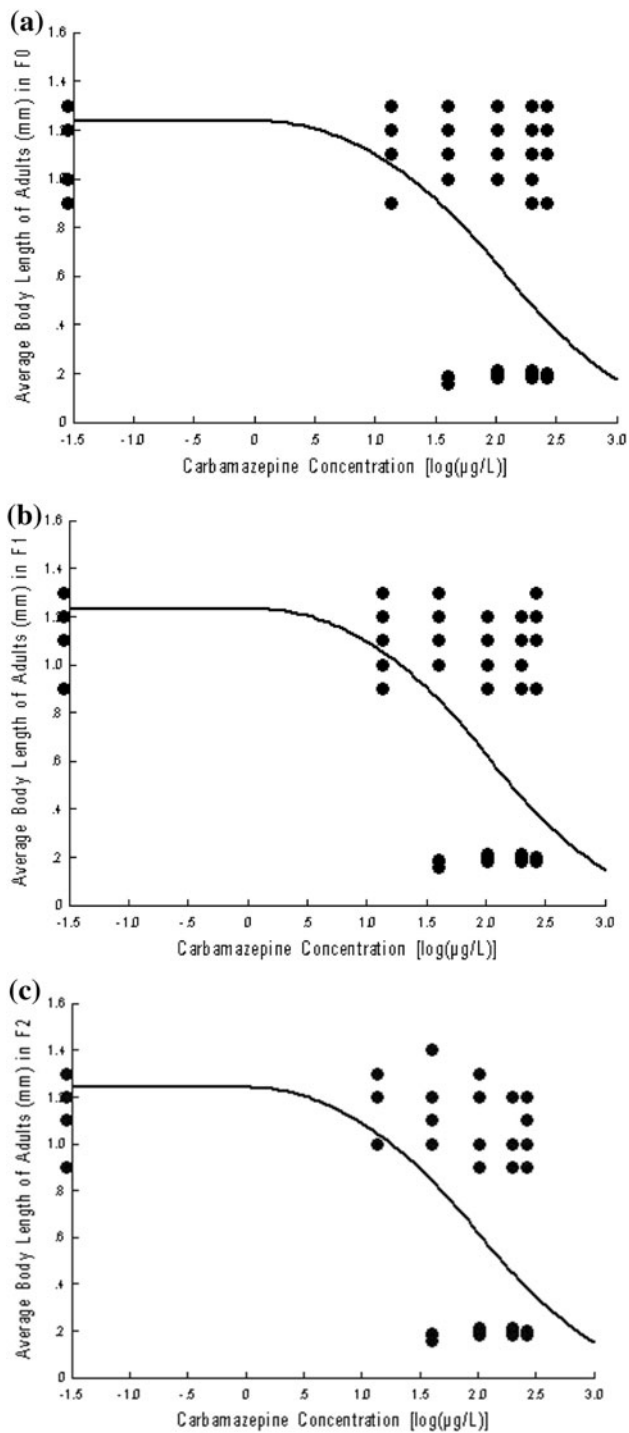 (a)
Average Body Length of Adults (mm) in F0
1.6
1.4
1.2
1.0
.8
.6
.4
.2
0
-1.5 -1.0 -.5 .0 .5 1.0 1.5 2.0 2.5 3.0
Carbamazepine Concentration [log(µg/L)]
(b)
Average Body Length of Adults (mm) in F1
1.6
1.4
1.2
1.0
.8
.6
.4
.2
.0
-1.5 -1.0 -.5 .0 .5 1.0 1.5 2.0 2.5 3.0
Carbamazepine Concentration [log(µg/L)]
(c)
Average Body Length of Adults (mm) in F2
1.6
1.4
1.2
1.0
.8
.6
.4
.2
.0
-1.5 -1.0 -.5 .0 .5 1.0 1.5 2.0 2.5 3.0
Carbamazepine Concentration [log(µg/L)]